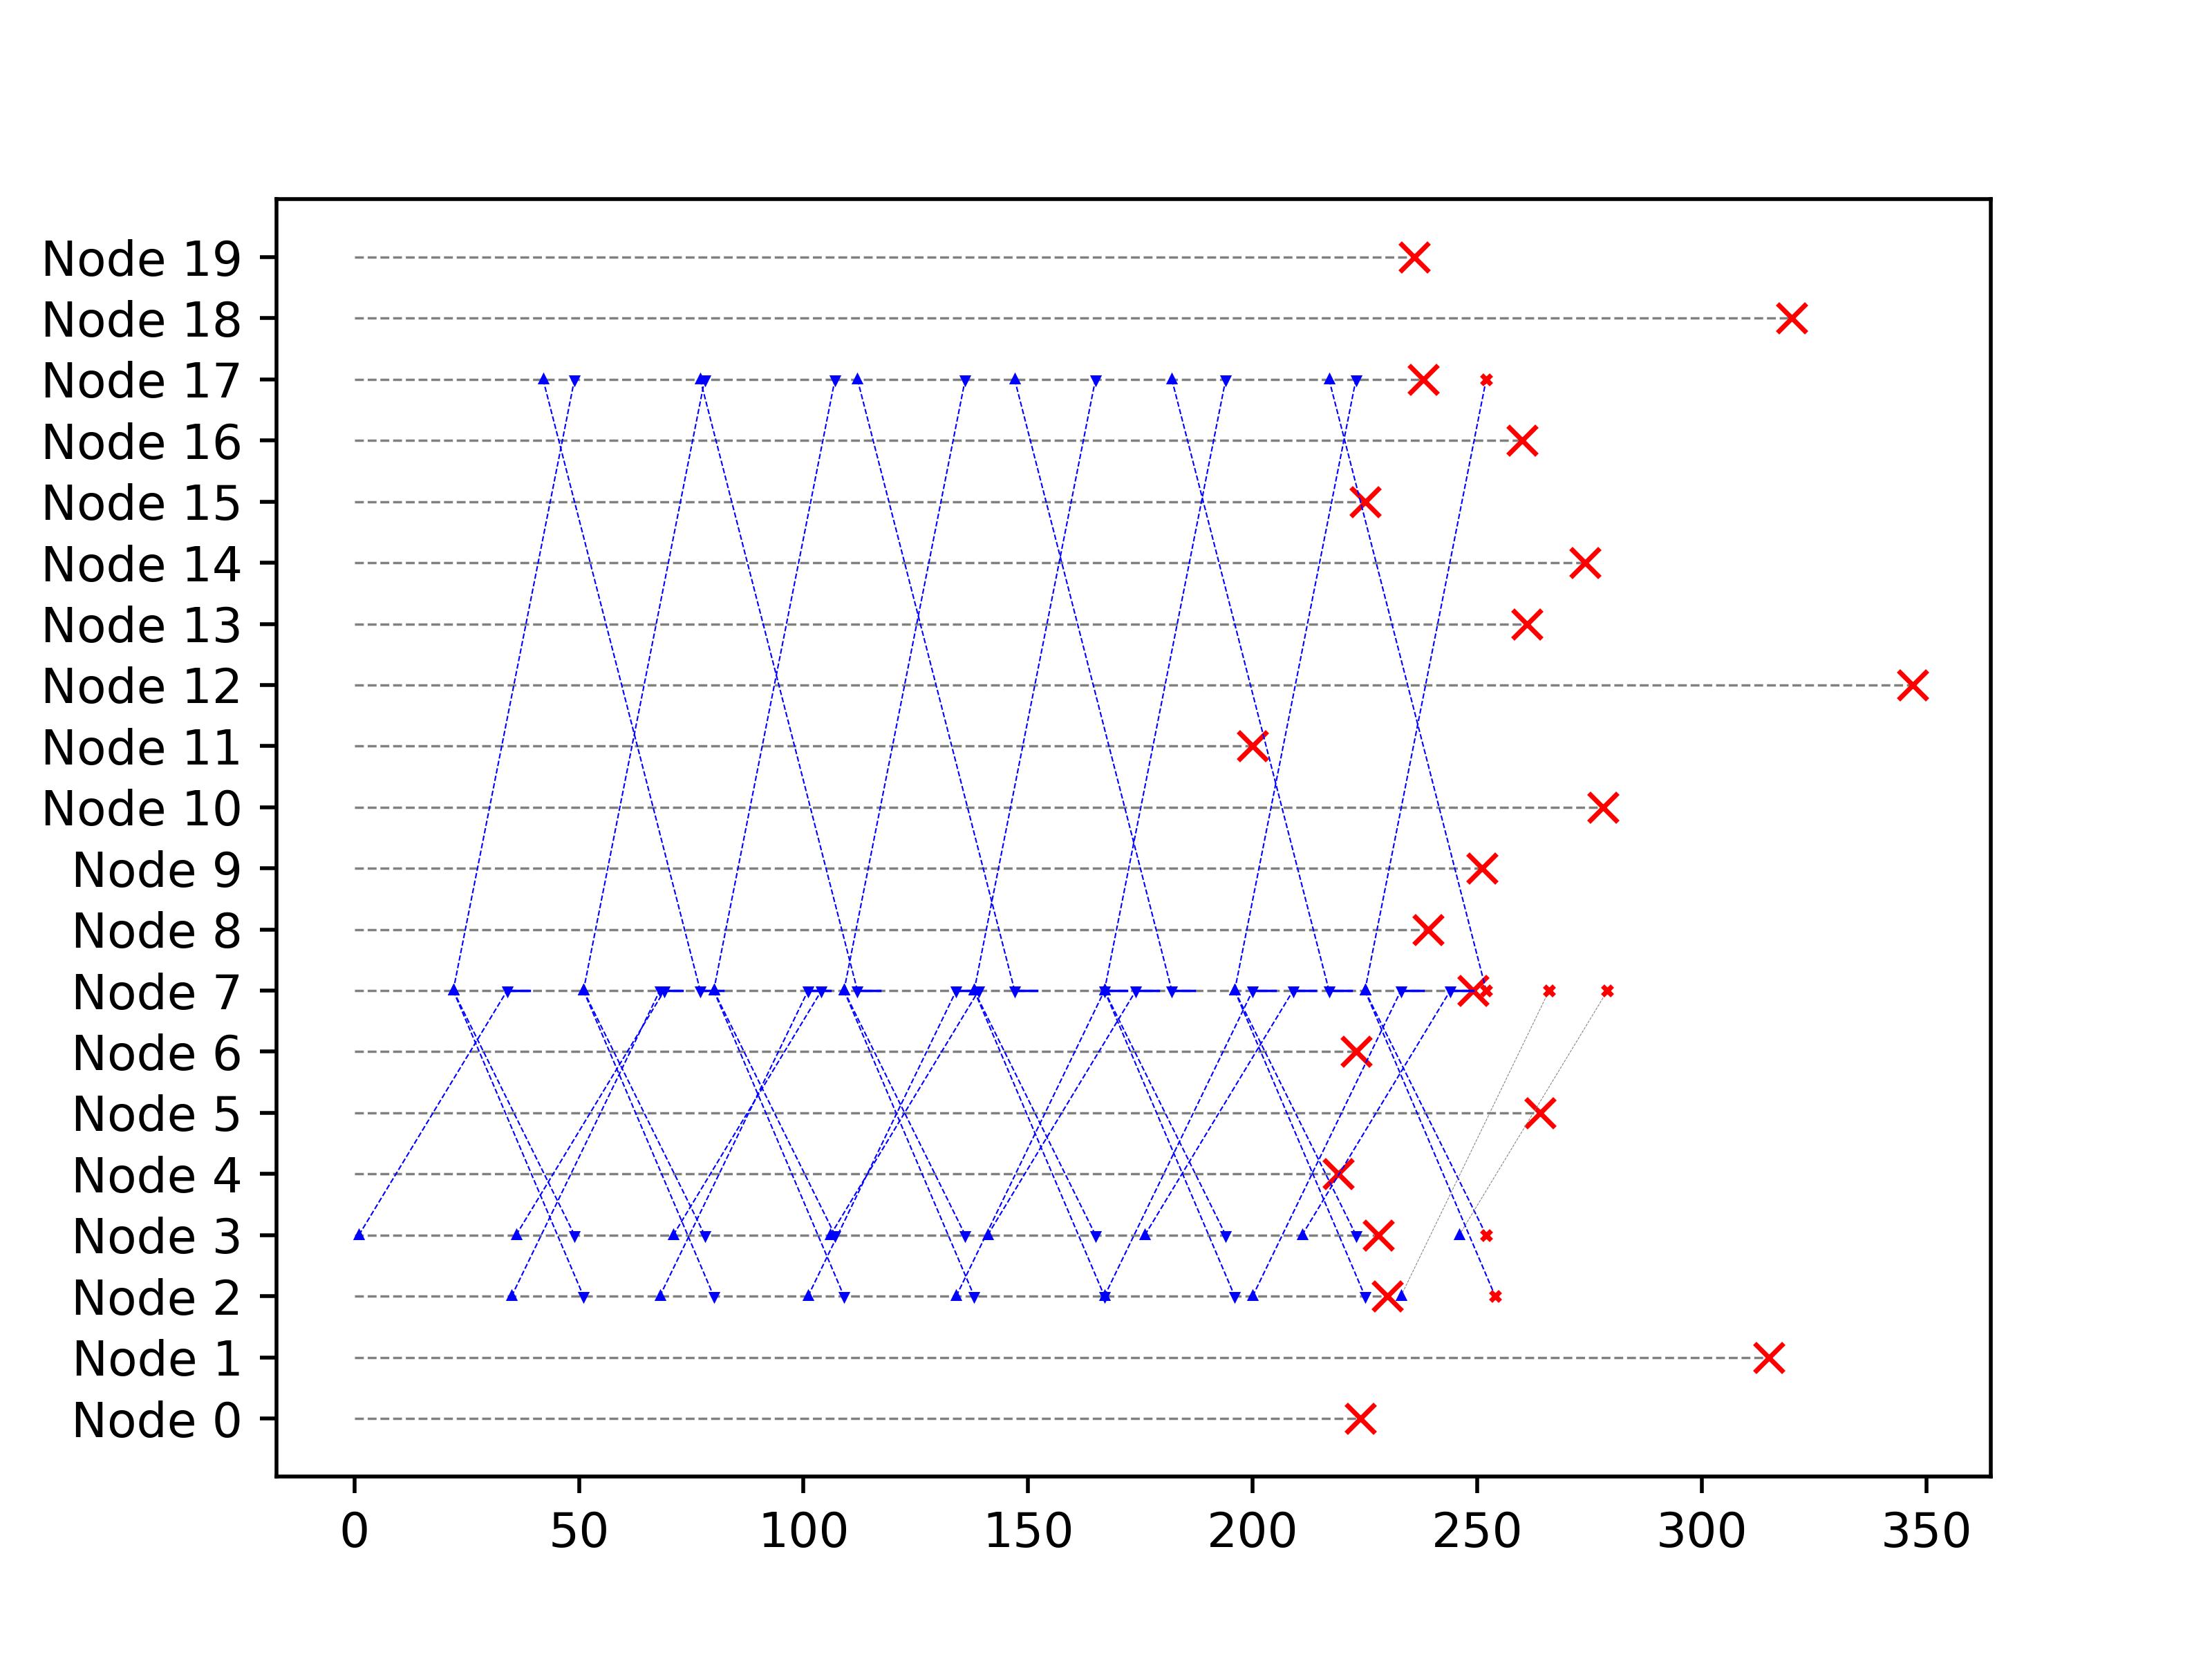 Node 19
Node 18
Node 17
Node 16
Node 15
Node 14
Node 13
Node 12
Node 11
Node 10
Node 9
Node 8
Node 7
Node 6
Node 5
Node 4
Node 3
Node 2
Node 1
Node 0
0 50 100 150 200 250 300 350